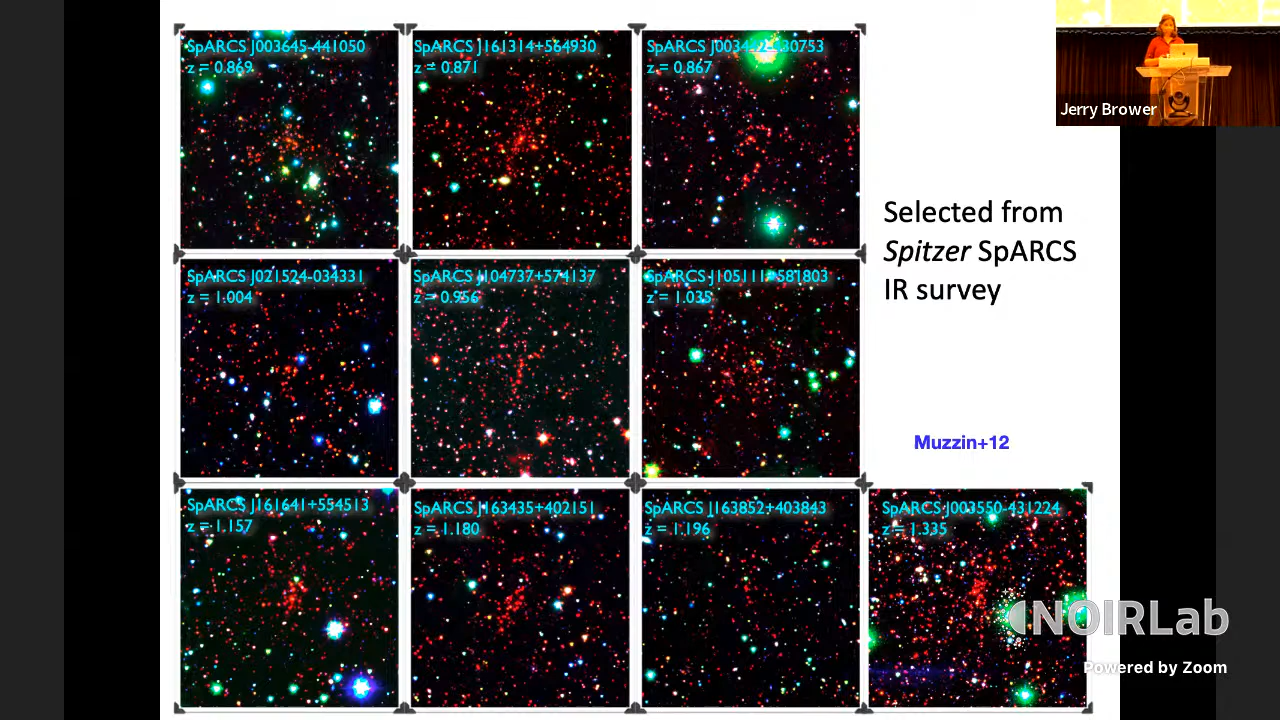 SpARCS J003645-441050
z = 0.869
SpARCS J161314+564930
z = 0.871
z = 0.867
Jerry Brower
Selected from
Spitzer SpARCS
IR survey
SpARCS J021524-034331
z = 1.004
SpARCS J104737+574137
z = 0.956
SpARCS J105111+581803
z = 1.035
Muzzin+12
SpARCS J161641+554513
z = 1.157
SpARCS J163435+402151
z = 1.180
SpARCS J163852+403843
z = 1.196
SpARCS J003550-431224
z = 1.335
NOIRLab
Powered by Zoom